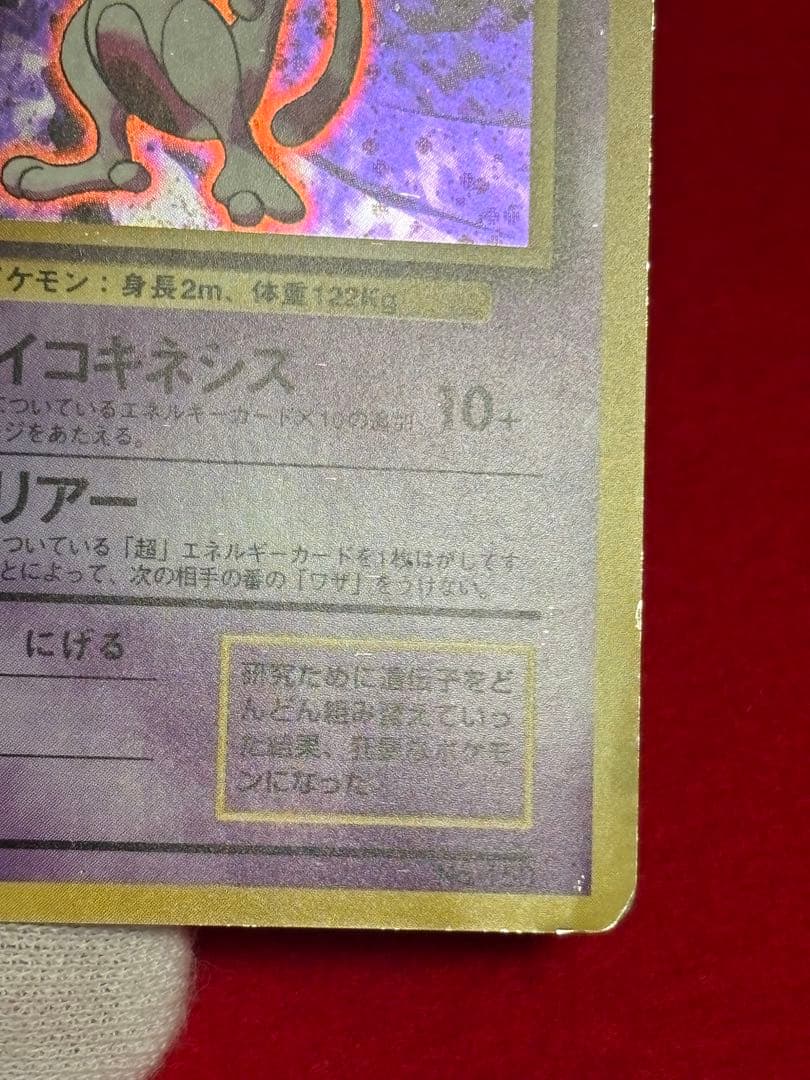 ケモン：身長2m、体重122Kg
イコキネシス
についているエネルギーカード×10の追加
ジをあたえる。
10+
リアー
ついている「超」エネルギーカードを1枚はがしてす
とによって、次の相手の番の「ワザ」をうけない。
にげる
研究ために遺伝子をど
んどん組み変えていっ
た結果、狂暴なポケモ
ンになった
No.150